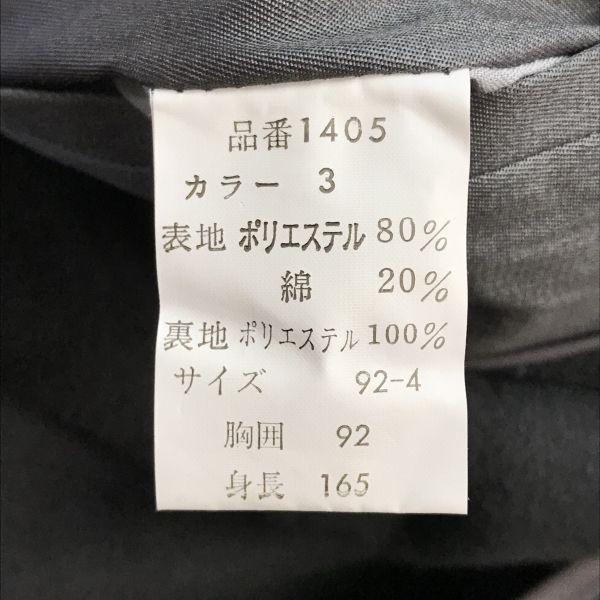 品番1405
カラー 3
表地 ポリエステル 80%
綿 20%
裏地 ポリエステル 100%
サイズ 92-4
胸囲 92
身長 165